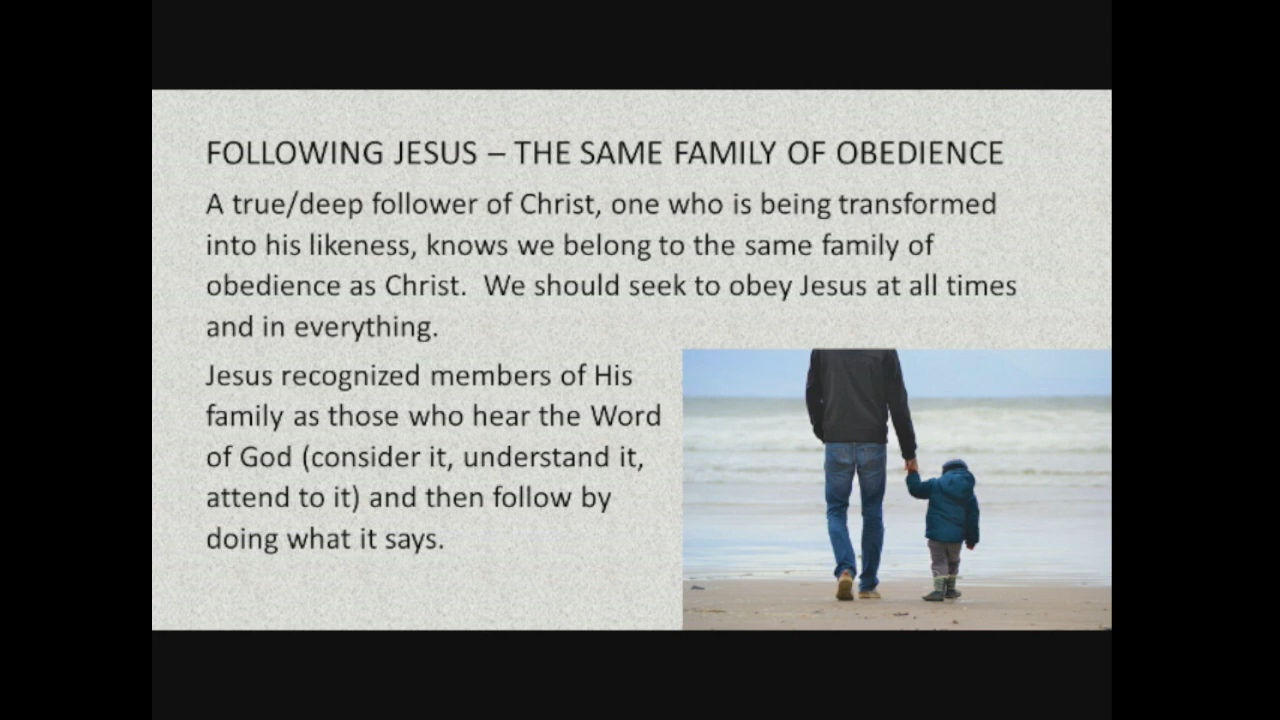 FOLLOWING JESUS – THE SAME FAMILY OF OBEDIENCE
A true/deep follower of Christ, one who is being transformed
into his likeness, knows we belong to the same family of
obedience as Christ.  We should seek to obey Jesus at all times
and in everything.
Jesus recognized members of His
family as those who hear the Word
of God (consider it, understand it,
attend to it) and then follow by
doing what it says.